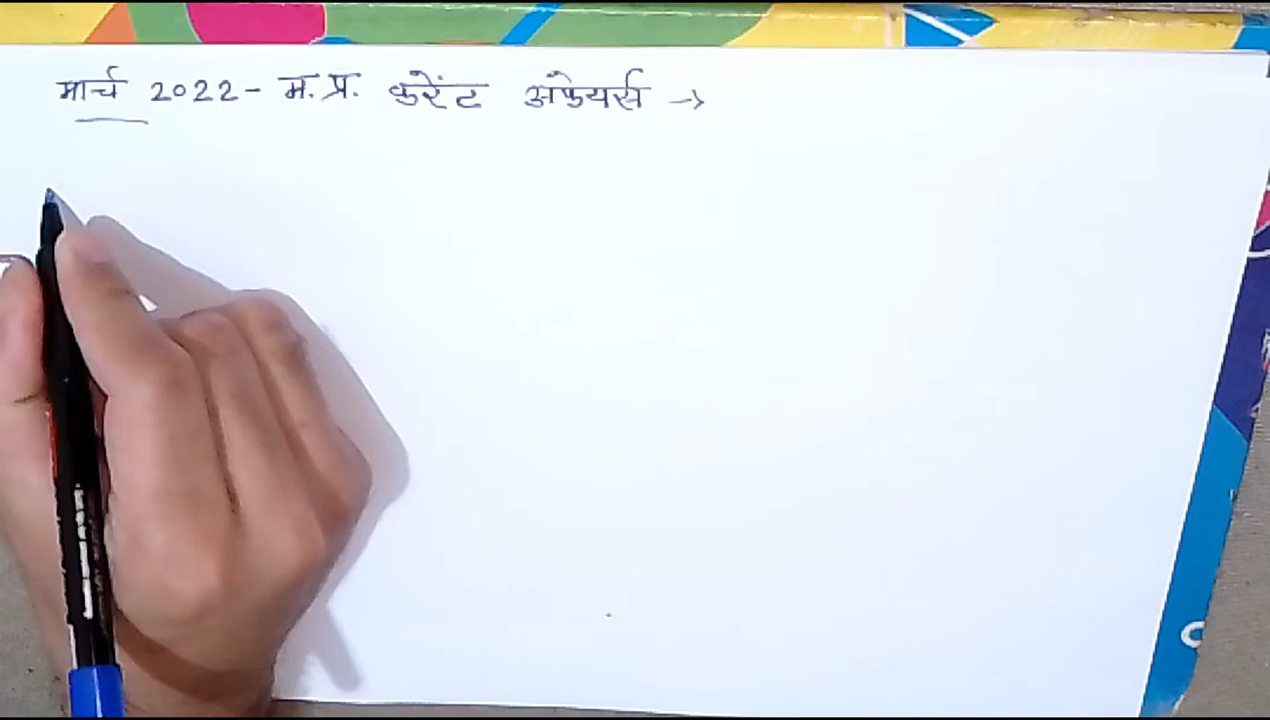 मार्च 2022 - म. प्र. करेंट अफेयर्स →